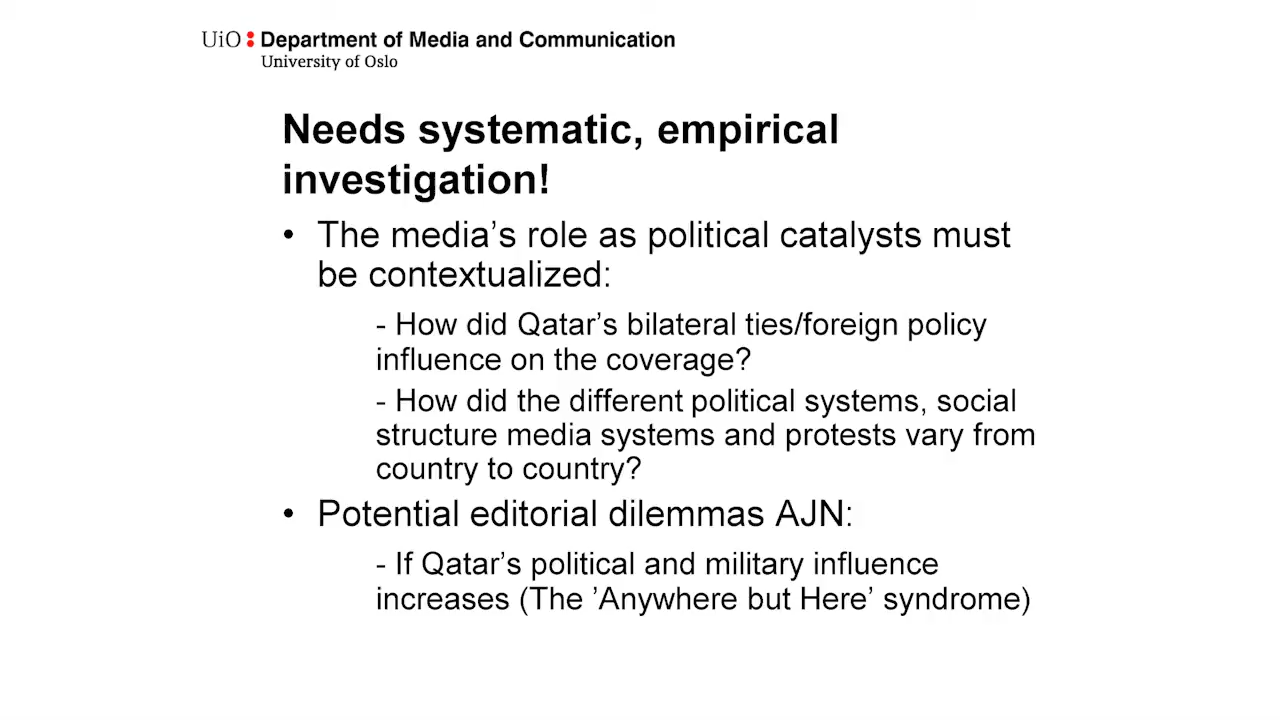 UiO : Department of Media and Communication
University of Oslo
Needs systematic, empirical
investigation!
• The media's role as political catalysts must
be contextualized:
- How did Qatar's bilateral ties/foreign policy
influence on the coverage?
- How did the different political systems, social
structure media systems and protests vary from
country to country?
• Potential editorial dilemmas AJN:
- If Qatar's political and military influence
increases (The 'Anywhere but Here' syndrome)